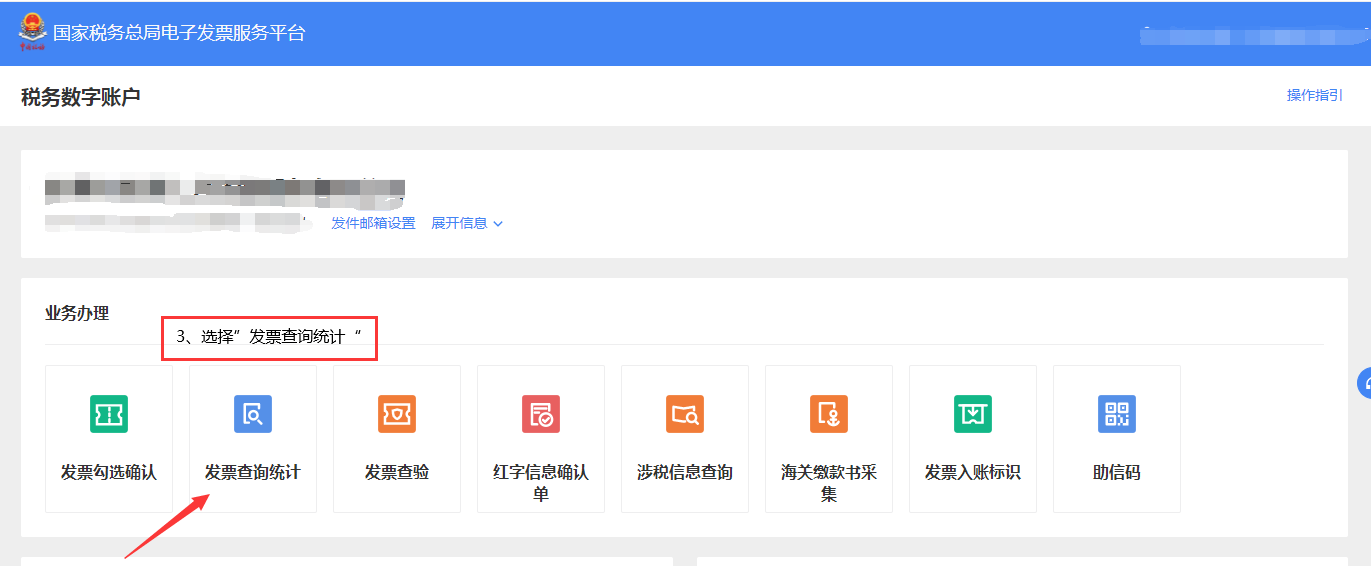 国家税务总局电子发票服务平台
税务数字账户
操作指引
发件邮箱设置 展开信息
业务办理
3、选择”发票查询统计“
发票勾选确认
发票查询统计
发票查验
红字信息确认
单
涉税信息查询
海关缴款书采
集
发票入账标识
助信码